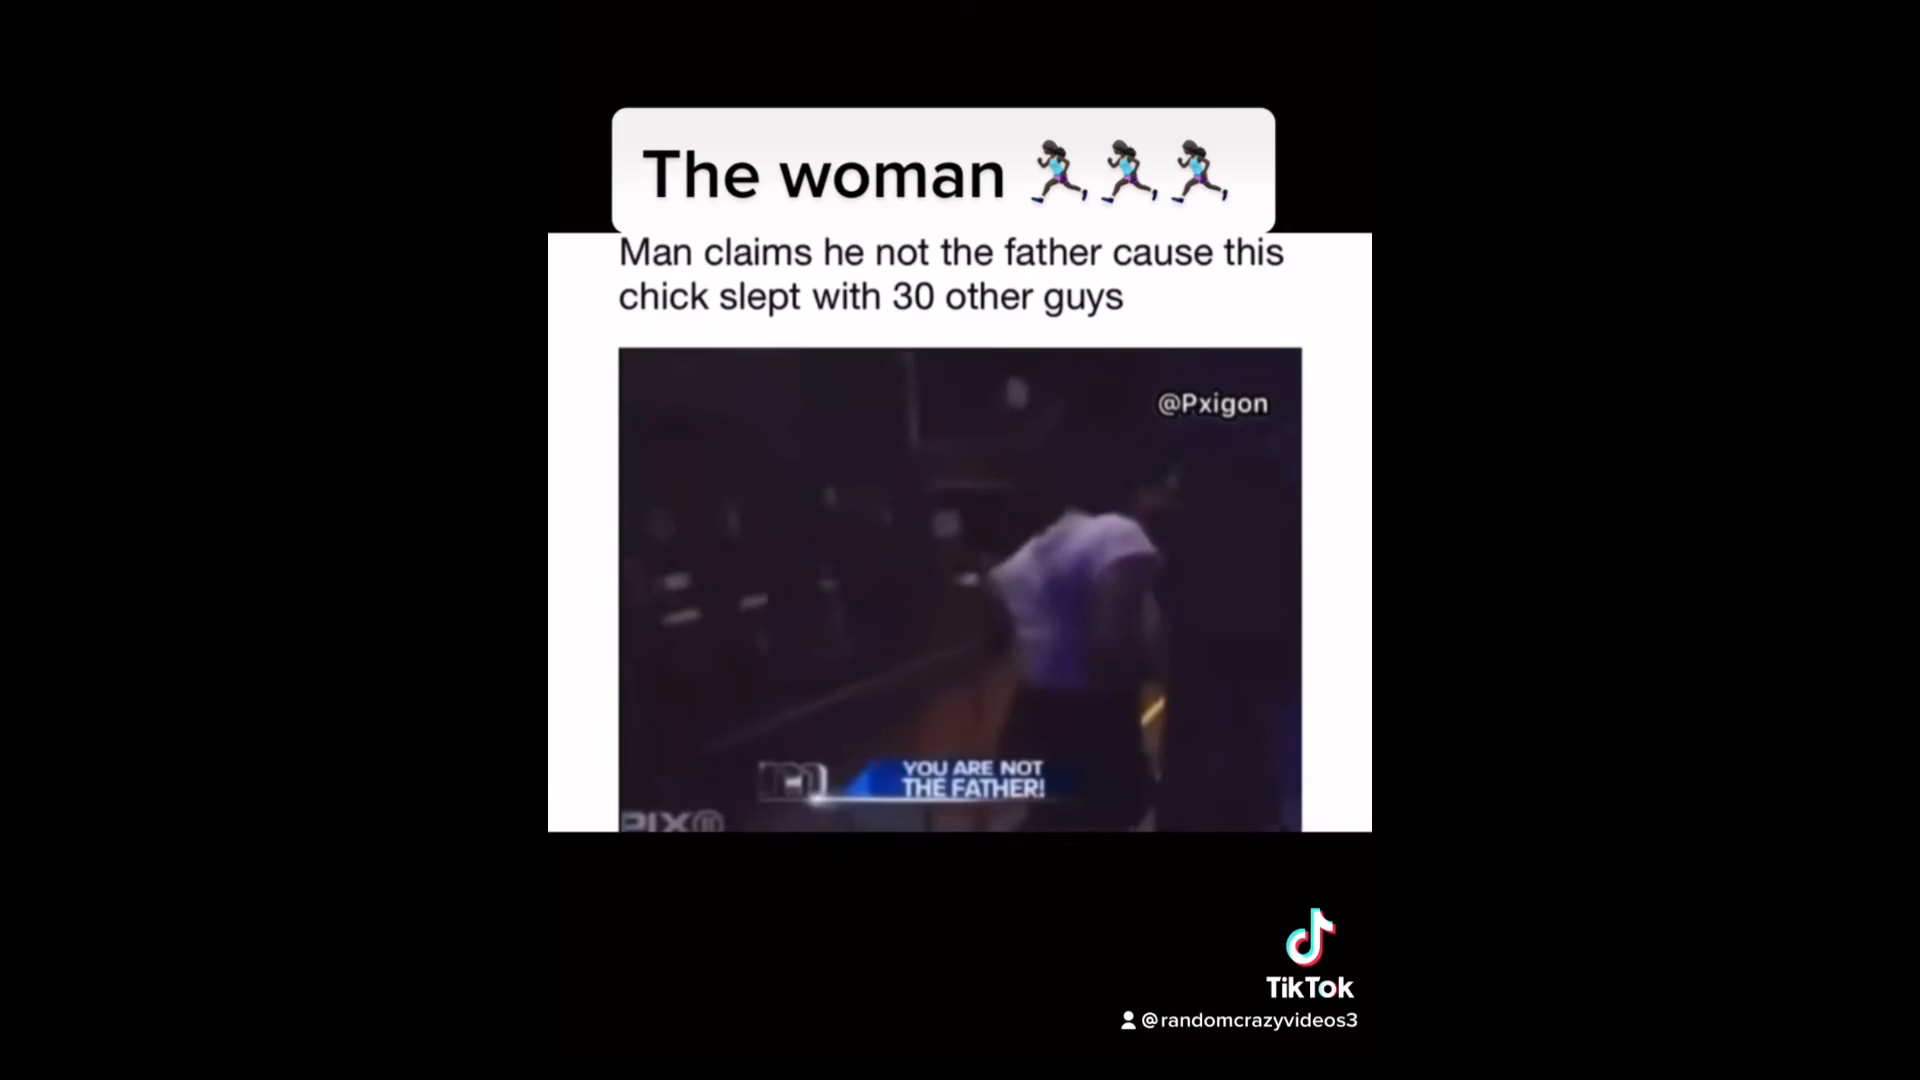 The woman 🏃🏿‍♀️🏃🏿‍♀️🏃🏿‍♀️
Man claims he not the father cause this
chick slept with 30 other guys
@Pxigon
YOU ARE NOT
THE FATHER!
PIX
TikTok
@randomcrazyvideos3